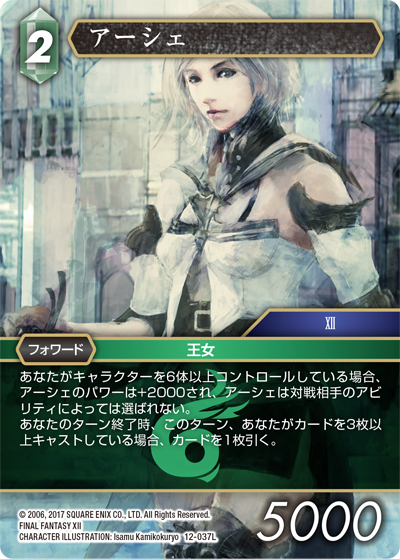 2
アーシェ
XII
フォワード
王女
あなたがキャラクターを6体以上コントロールしている場合、
アーシェのパワーは+2000され、アーシェは対戦相手のアビ
リティによっては選ばれない。
あなたのターン終了時、このターン、あなたがカードを3枚以
上キャストしている場合、カードを1枚引く。
© 2006, 2017 SQUARE ENIX CO., LTD. All Rights Reserved.
FINAL FANTASY XII
CHARACTER ILLUSTRATION: Isamu Kamikokuryo 12-037L
5000